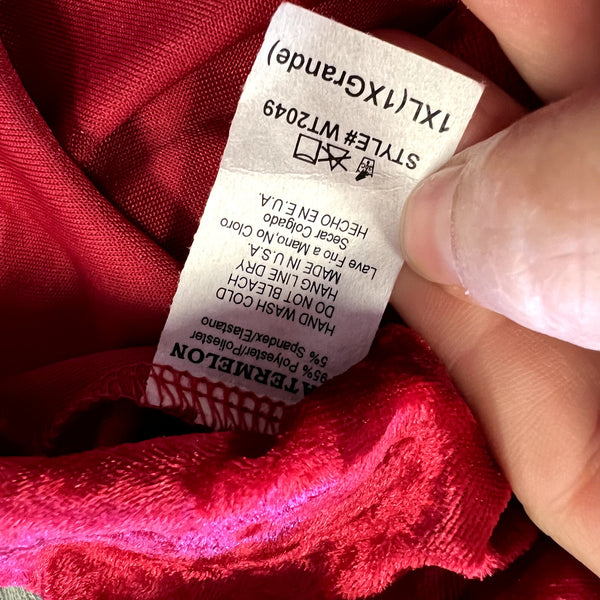 ATERMELON
95% Polyester/Poliester
5% Spandex/Elastano
HAND WASH COLD
DO NOT BLEACH
HANG LINE DRY
MADE IN U.S.A.
Lave Frio a Mano,No Cloro
Secar Colgado
HECHO EN E.U.A.
STYLE# WT2049
1XL(1XGrande)